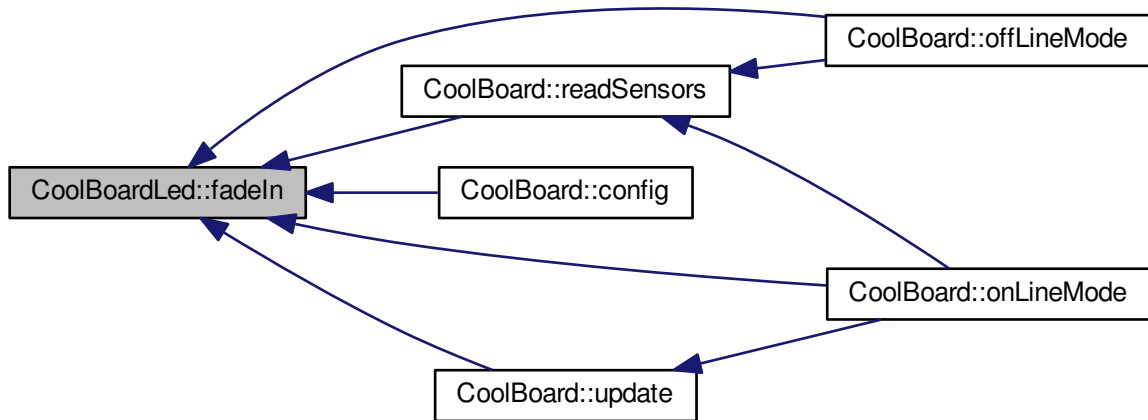 CoolBoard::offLineMode
CoolBoard::readSensors
CoolBoardLed::fadeIn
CoolBoard::config
CoolBoard::onLineMode
CoolBoard::update